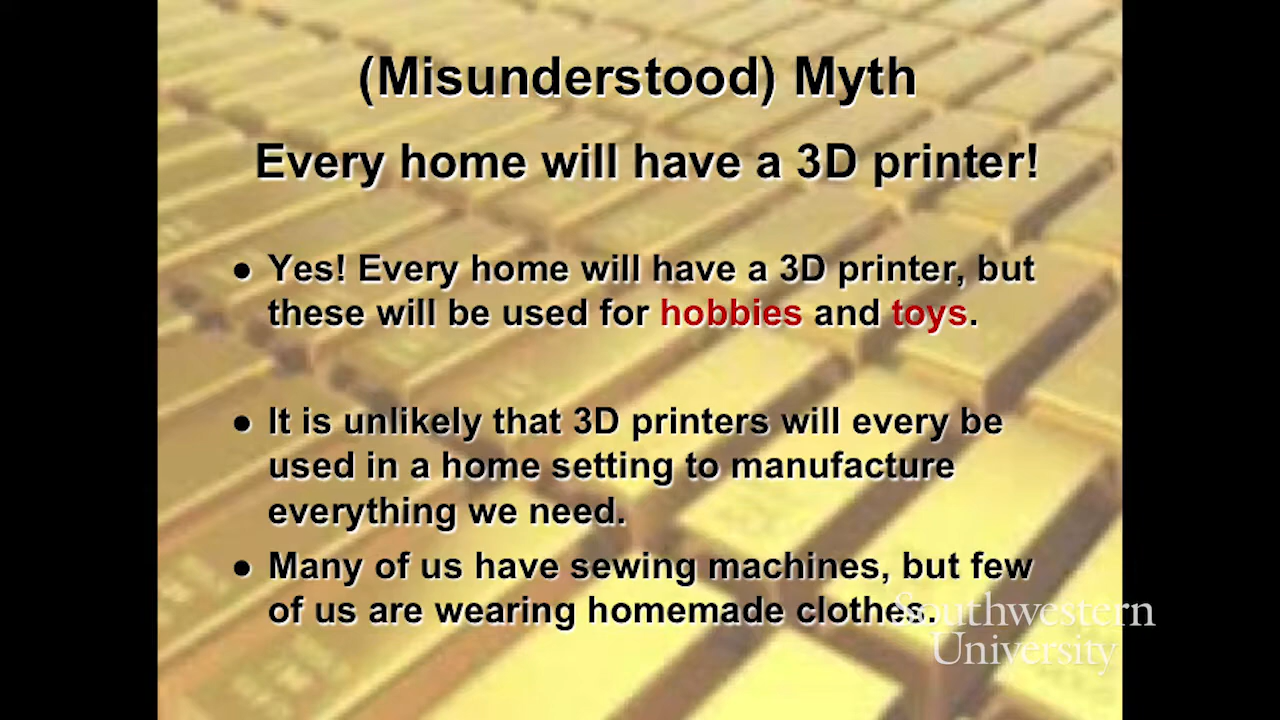 (Misunderstood) Myth
Every home will have a 3D printer!
● Yes! Every home will have a 3D printer, but
these will be used for hobbies and toys.
● It is unlikely that 3D printers will every be
used in a home setting to manufacture
everything we need.
● Many of us have sewing machines, but few
of us are wearing homemade clothes.
Southwestern
University